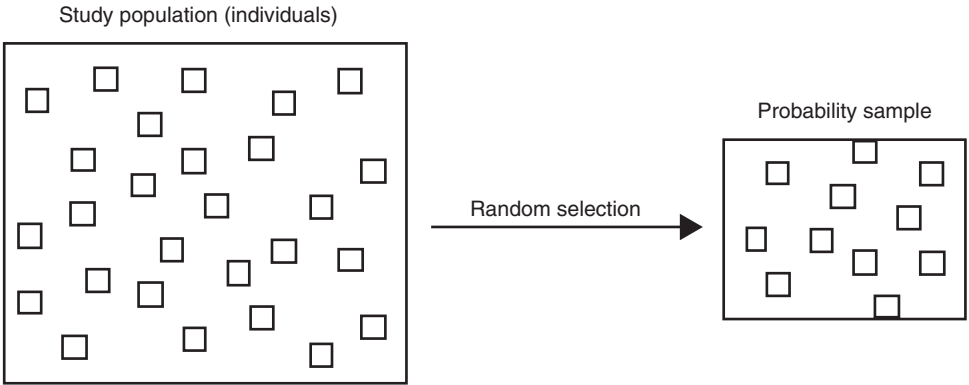 Study population (individuals)
Probability sample
Random selection